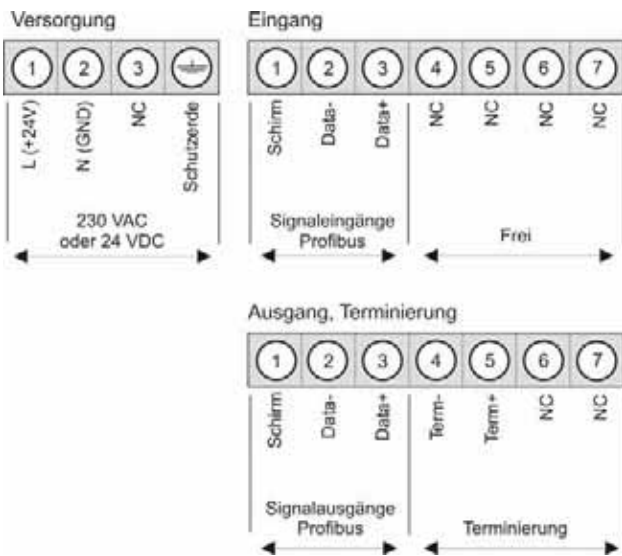 Versorgung
1 2 3
L (+24V)
N (GND)
NC
Schutzerde
230 VAC
oder 24 VDC
Eingang
1 2 3 4 5 6 7
Schirm
Data-
Data+
NC
NC
NC
NC
Signaleingänge
Profibus
Frei
Ausgang, Terminierung
1 2 3 4 5 6 7
Schirm
Data-
Data+
Term-
Term+
NC
NC
Signalausgänge
Profibus
Terminierung